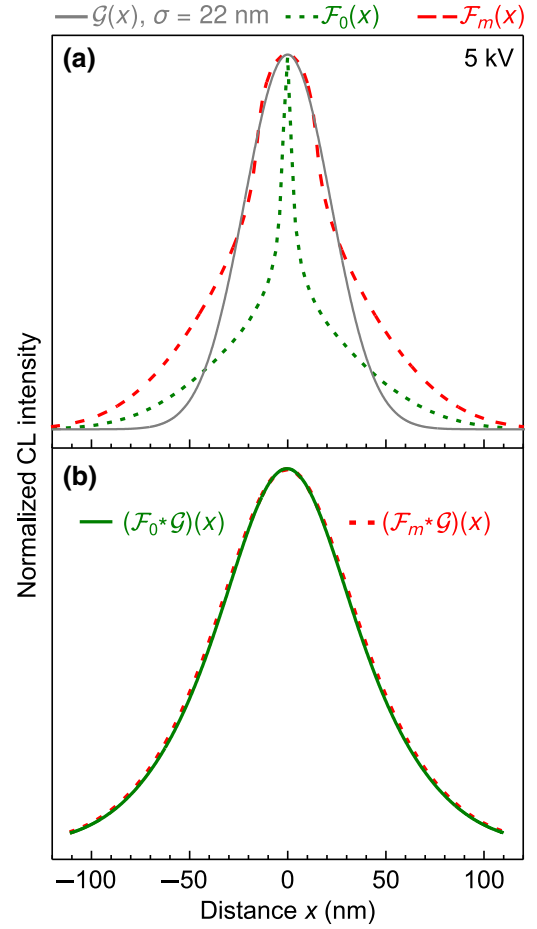 𝒢(x), σ = 22 nm ℱ₀(x) ℱₘ(x)
(a) 5 kV
Normalized CL intensity
(b)
(ℱ₀*𝒢)(x) (ℱₘ*𝒢)(x)
−100 −50 0 50 100
Distance x (nm)